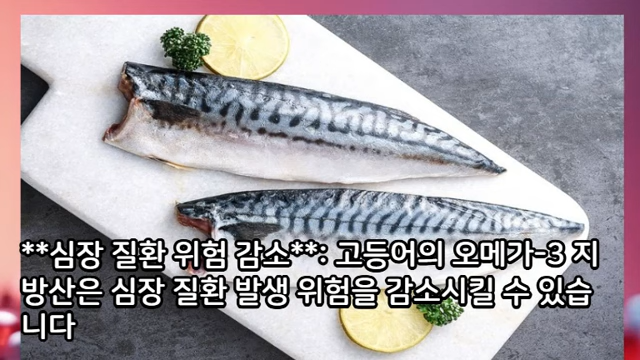 **심장 질환 위험 감소**: 고등어의 오메가-3 지
방산은 심장 질환 발생 위험을 감소시킬 수 있습
니다